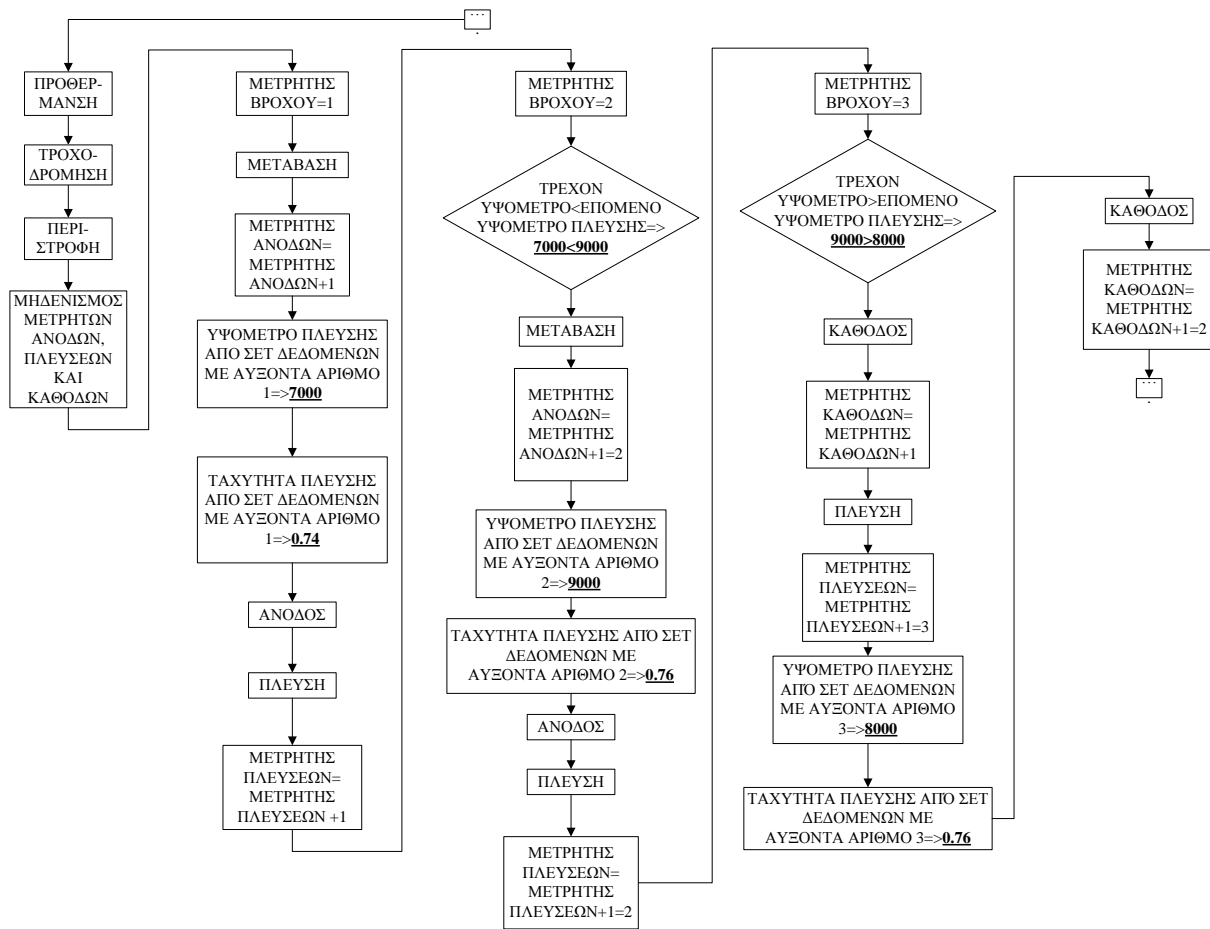 ...
.
ΠΡΟΘΕΡ-
ΜΑΝΣΗ
ΤΡΟΧΟ-
ΔΡΟΜΗΣΗ
ΠΕΡΙ-
ΣΤΡΟΦΗ
ΜΗΔΕΝΙΣΜΟΣ
ΜΕΤΡΗΤΩΝ
ΑΝΟΔΩΝ,
ΠΛΕΥΣΕΩΝ
ΚΑΙ
ΚΑΘΟΔΩΝ
ΜΕΤΡΗΤΗΣ
ΒΡΟΧΟΥ=1
ΜΕΤΑΒΑΣΗ
ΜΕΤΡΗΤΗΣ
ΑΝΟΔΩΝ=
ΜΕΤΡΗΤΗΣ
ΑΝΟΔΩΝ+1
ΥΨΟΜΕΤΡΟ ΠΛΕΥΣΗΣ
ΑΠΟ ΣΕΤ ΔΕΔΟΜΕΝΩΝ
ΜΕ ΑΥΞΟΝΤΑ ΑΡΙΘΜΟ
1=>7000
ΤΑΧΥΤΗΤΑ ΠΛΕΥΣΗΣ
ΑΠΟ ΣΕΤ ΔΕΔΟΜΕΝΩΝ
ΜΕ ΑΥΞΟΝΤΑ ΑΡΙΘΜΟ
1=>0.74
ΑΝΟΔΟΣ
ΠΛΕΥΣΗ
ΜΕΤΡΗΤΗΣ
ΠΛΕΥΣΕΩΝ=
ΜΕΤΡΗΤΗΣ
ΠΛΕΥΣΕΩΝ +1
ΜΕΤΡΗΤΗΣ
ΒΡΟΧΟΥ=2
ΤΡΕΧΟΝ
ΥΨΟΜΕΤΡΟ<ΕΠΟΜΕΝΟ
ΥΨΟΜΕΤΡΟ ΠΛΕΥΣΗΣ=>
7000<9000
ΜΕΤΑΒΑΣΗ
ΜΕΤΡΗΤΗΣ
ΑΝΟΔΩΝ=
ΜΕΤΡΗΤΗΣ
ΑΝΟΔΩΝ+1=2
ΥΨΟΜΕΤΡΟ ΠΛΕΥΣΗΣ
ΑΠΌ ΣΕΤ ΔΕΔΟΜΕΝΩΝ
ΜΕ ΑΥΞΟΝΤΑ ΑΡΙΘΜΟ
2=>9000
ΤΑΧΥΤΗΤΑ ΠΛΕΥΣΗΣ ΑΠΌ ΣΕΤ
ΔΕΔΟΜΕΝΩΝ ΜΕ
ΑΥΞΟΝΤΑ ΑΡΙΘΜΟ 2=>0.76
ΑΝΟΔΟΣ
ΠΛΕΥΣΗ
ΜΕΤΡΗΤΗΣ
ΠΛΕΥΣΕΩΝ=
ΜΕΤΡΗΤΗΣ
ΠΛΕΥΣΕΩΝ+1=2
ΜΕΤΡΗΤΗΣ
ΒΡΟΧΟΥ=3
ΤΡΕΧΟΝ
ΥΨΟΜΕΤΡΟ>ΕΠΟΜΕΝΟ
ΥΨΟΜΕΤΡΟ ΠΛΕΥΣΗΣ=>
9000>8000
ΚΑΘΟΔΟΣ
ΜΕΤΡΗΤΗΣ
ΚΑΘΟΔΩΝ=
ΜΕΤΡΗΤΗΣ
ΚΑΘΟΔΩΝ+1
ΠΛΕΥΣΗ
ΜΕΤΡΗΤΗΣ
ΠΛΕΥΣΕΩΝ=
ΜΕΤΡΗΤΗΣ
ΠΛΕΥΣΕΩΝ+1=3
ΥΨΟΜΕΤΡΟ ΠΛΕΥΣΗΣ
ΑΠΌ ΣΕΤ ΔΕΔΟΜΕΝΩΝ
ΜΕ ΑΥΞΟΝΤΑ ΑΡΙΘΜΟ
3=>8000
ΤΑΧΥΤΗΤΑ ΠΛΕΥΣΗΣ ΑΠΌ ΣΕΤ
ΔΕΔΟΜΕΝΩΝ ΜΕ
ΑΥΞΟΝΤΑ ΑΡΙΘΜΟ 3=>0.76
ΚΑΘΟΔΟΣ
ΜΕΤΡΗΤΗΣ
ΚΑΘΟΔΩΝ=
ΜΕΤΡΗΤΗΣ
ΚΑΘΟΔΩΝ+1=2
...
.